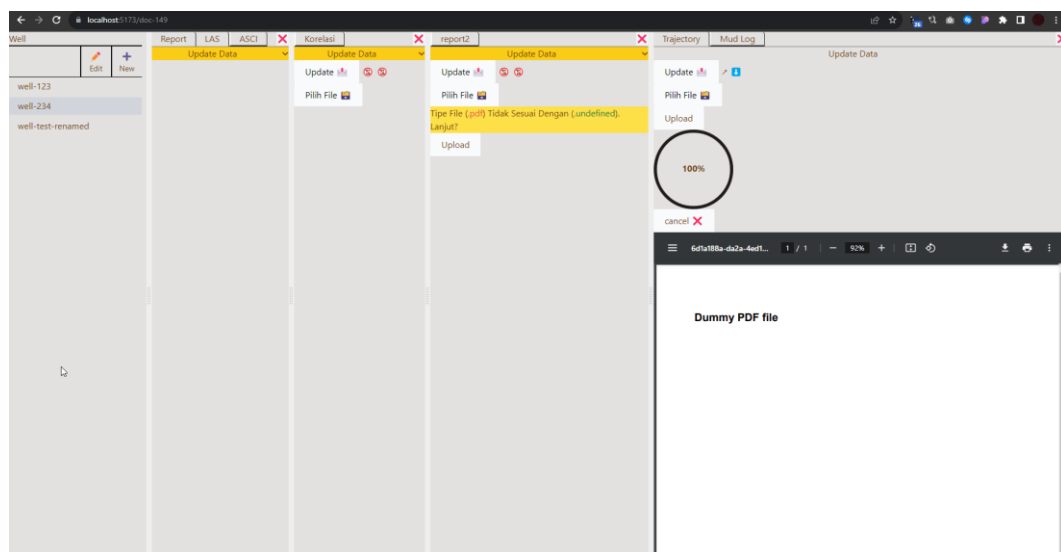 localhost:5173/doc-149
26
Well
Edit
New
well-123
well-234
well-test-renamed
Report LAS ASCI
Update Data
Korelasi
Update Data
Update
Pilih File
report2
Update Data
Update
Pilih File
Tipe File (.pdf) Tidak Sesuai Dengan (.undefined).
Lanjut?
Upload
Trajectory Mud Log
Update Data
Update
Pilih File
Upload
100%
cancel
6d1a188a-da2a-4ed1... 1 / 1 92%
Dummy PDF file